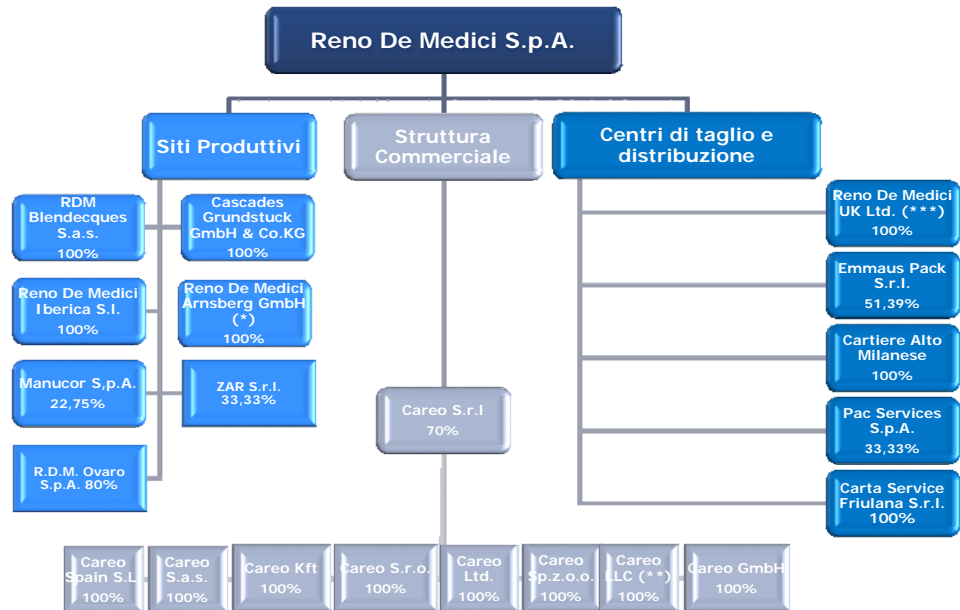 Reno De Medici S.p.A.
Siti Produttivi
Struttura
Commerciale
Centri di taglio e
distribuzione
RDM
Blendecques
S.a.s.
100%
Cascades
Grundstuck
GmbH & Co.KG
100%
Reno De Medici
Iberica S.l.
100%
Reno De Medici
Arnsberg GmbH
(*)
100%
Manucor S,p.A.
22,75%
ZAR S.r.l.
33,33%
R.D.M. Ovaro
S.p.A. 80%
Careo S.r.l
70%
Reno De Medici
UK Ltd. (***)
100%
Emmaus Pack
S.r.l.
51,39%
Cartiere Alto
Milanese
100%
Pac Services
S.p.A.
33,33%
Carta Service
Friulana S.r.l.
100%
Careo
Spain S.L
100%
Careo
S.a.s.
100%
Careo Kft
100%
Careo S.r.o.
100%
Careo
Ltd.
100%
Careo
Sp.z.o.o.
100%
Careo
LLC (**)
100%
Careo GmbH
100%